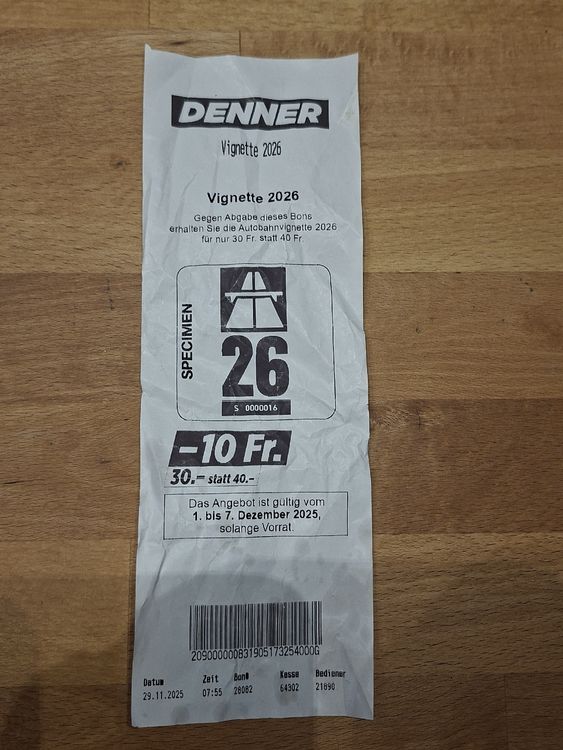 DENNER
Vignette 2026
Vignette 2026
Gegen Abgabe dieses Bons
erhalten Sie die Autobahnvignette 2026
für nur 30 Fr. statt 40 Fr.
SPECIMEN
26
S 0000016
–10 Fr.
30.– statt 40.–
Das Angebot ist gültig vom
1. bis 7. Dezember 2025,
solange Vorrat.
2090000008319051732540006
Datum Zeit Bon# Kasse Bediener
29.11.2025 07:55 28082 64302 21890